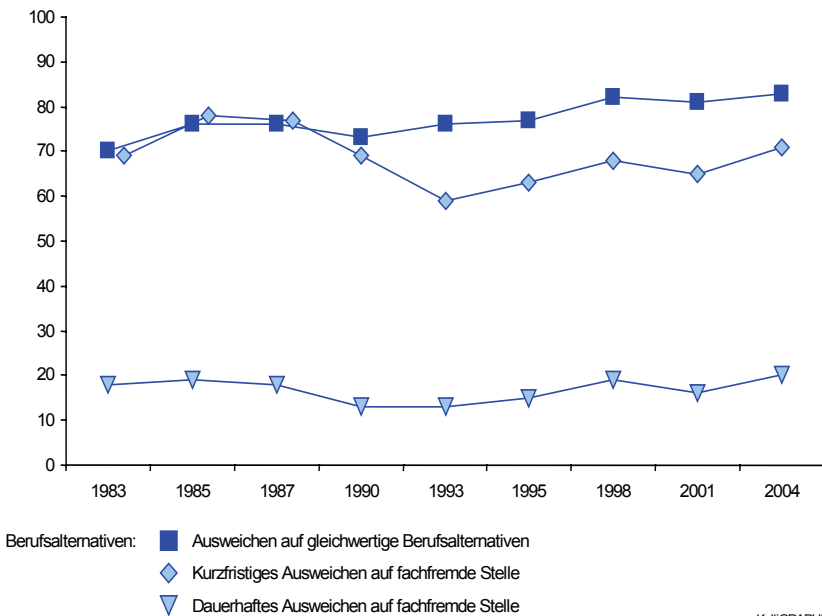 100
90
80
70
60
50
40
30
20
10
0
1983 1985 1987 1990 1993 1995 1998 2001 2004
Berufsalternativen: Ausweichen auf gleichwertige Berufsalternativen
Kurzfristiges Ausweichen auf fachfremde Stelle
Dauerhaftes Ausweichen auf fachfremde Stelle